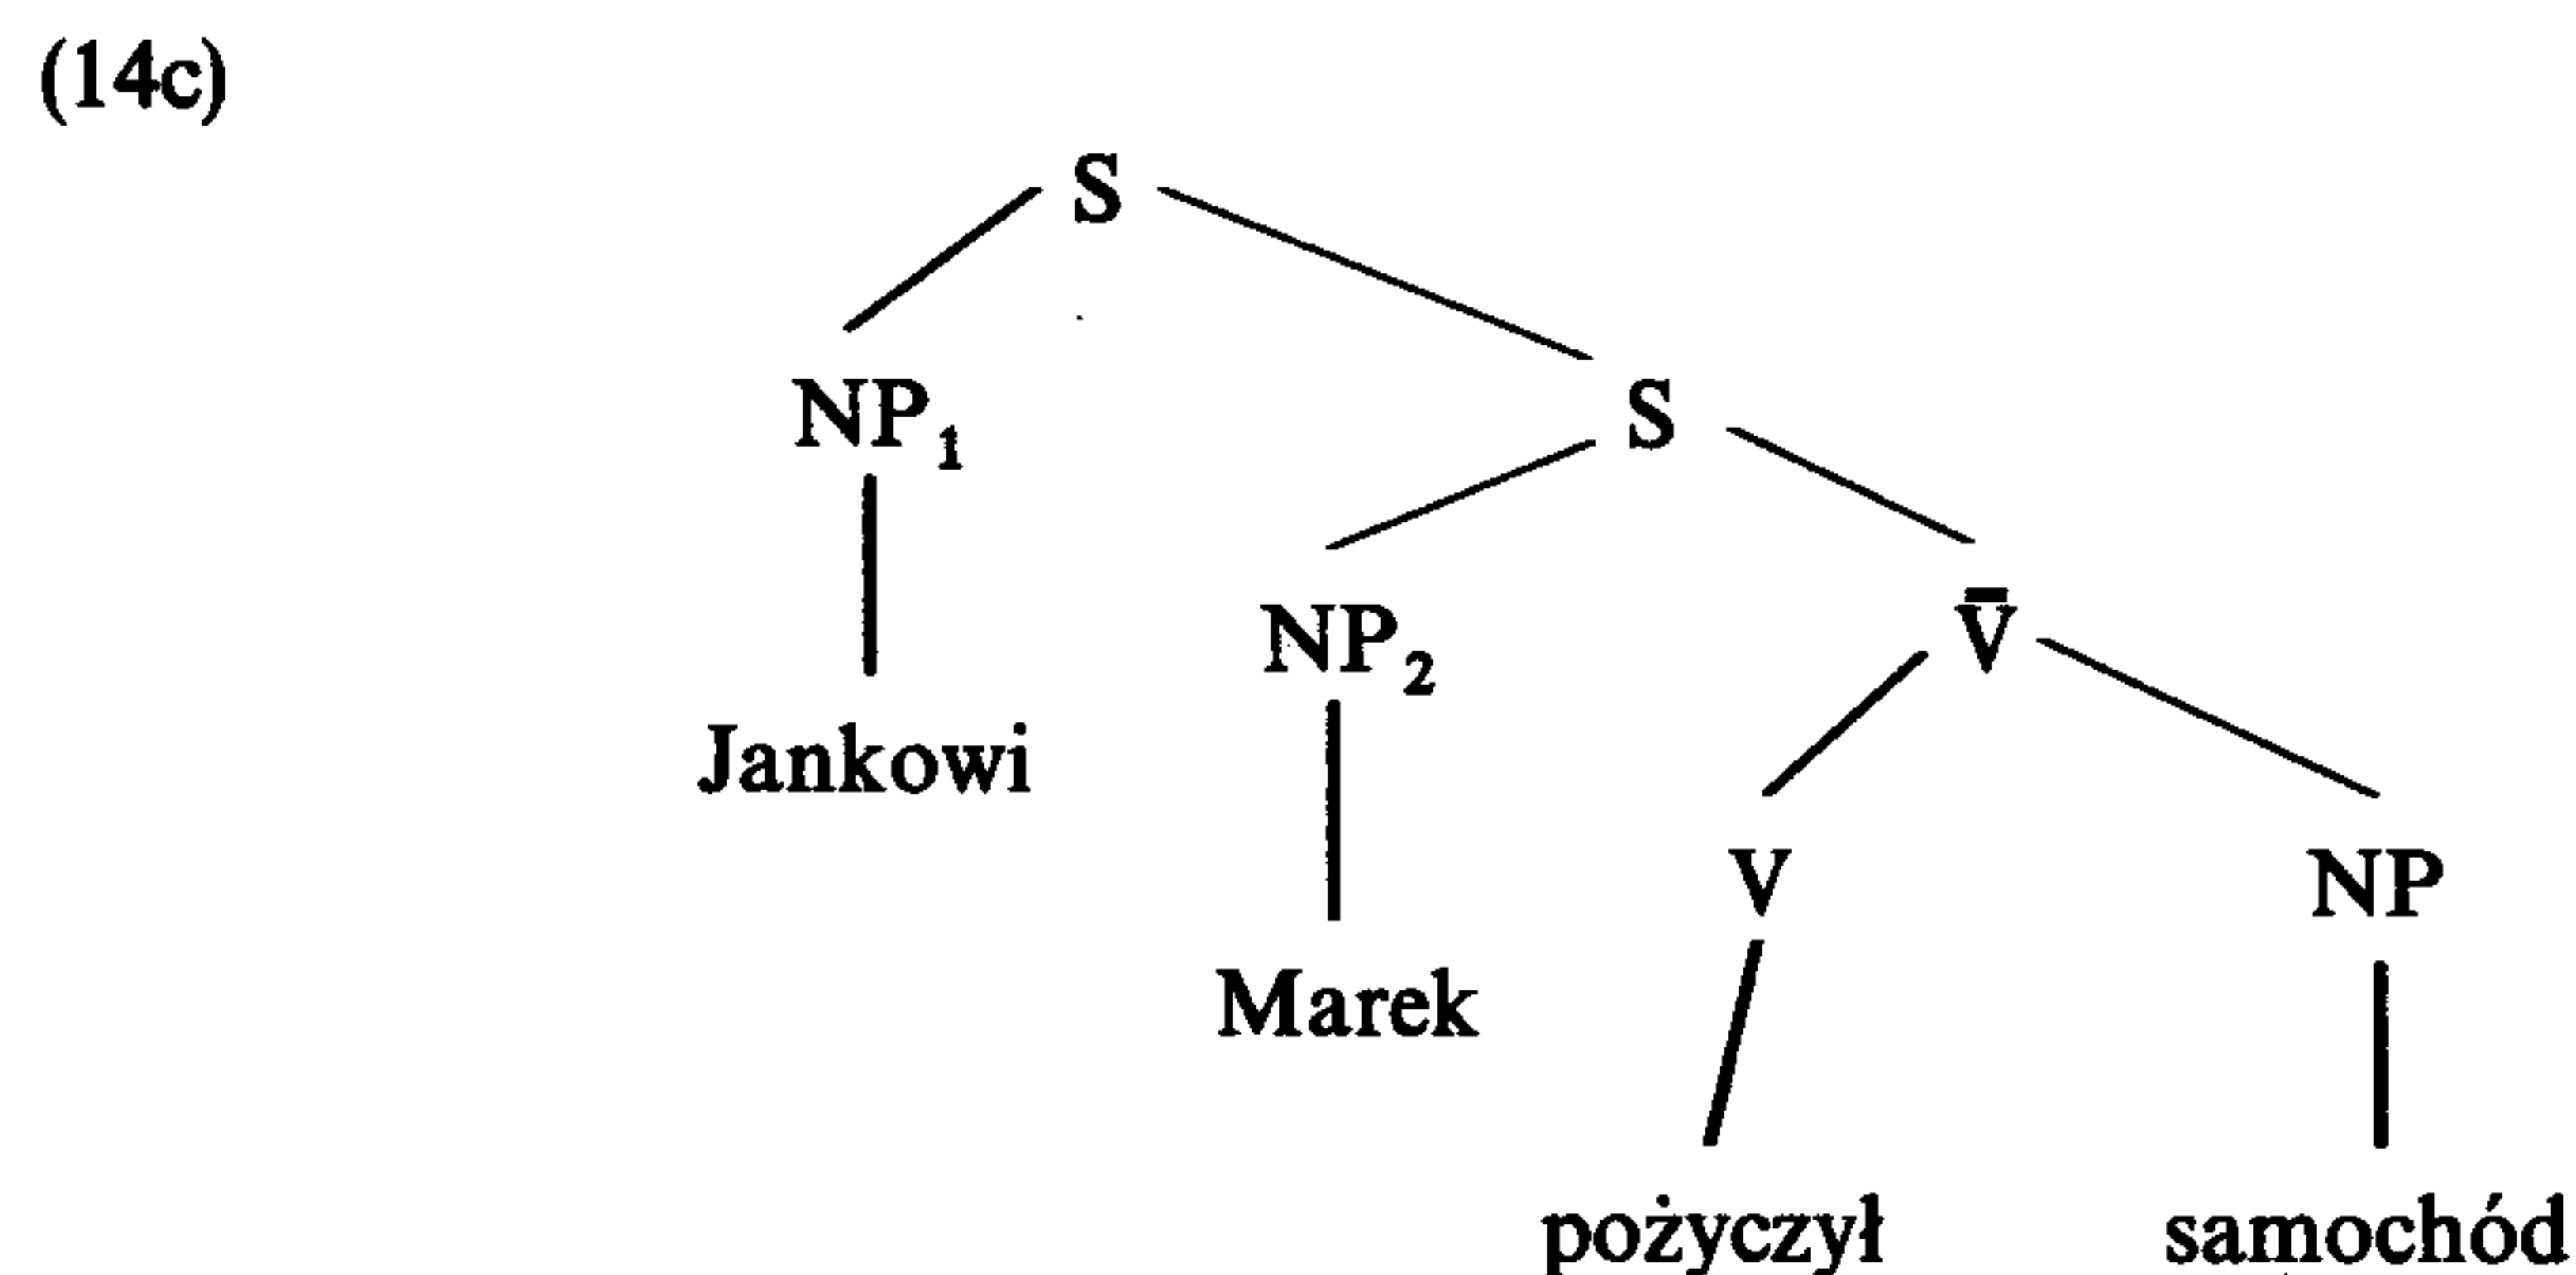 (14c)
S
NP₁ S
Jankowi NP₂ V̄
Marek V NP
pożyczył samochód